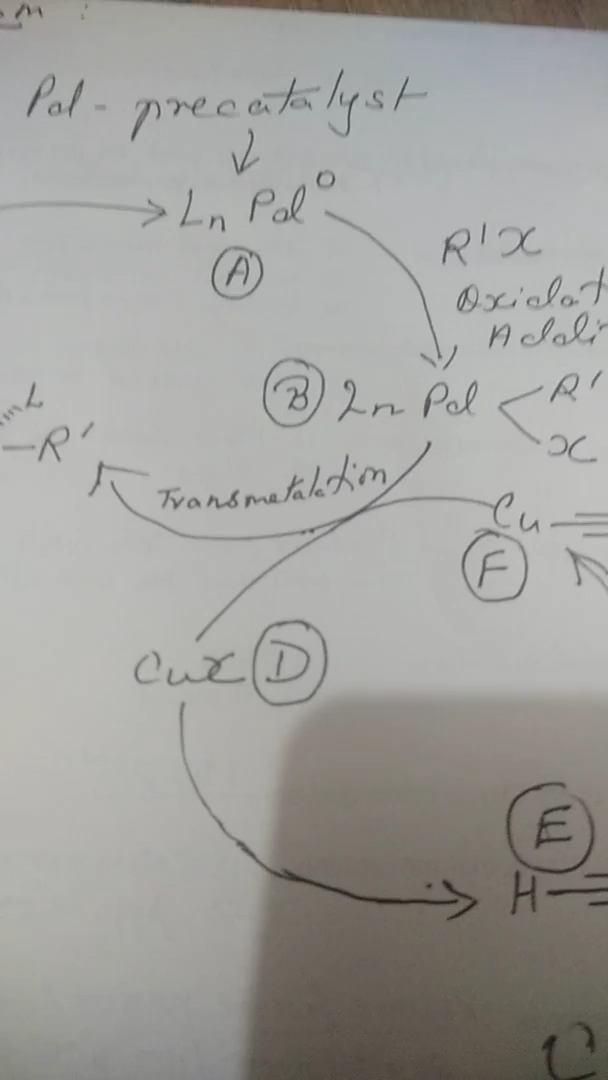 m :
Pd - precatalyst
Ln Pd⁰
A
R'X
Oxidat
Addi
B Ln Pd R'
X
L
-R'
Transmetalation
Cu
F
CuX D
E
H
C